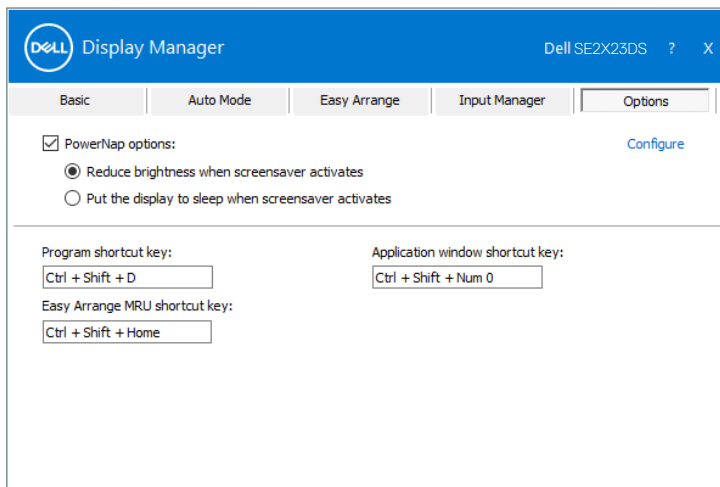 DELL Display Manager Dell SE2X23DS ? X
Basic Auto Mode Easy Arrange Input Manager Options
PowerNap options: Configure
Reduce brightness when screensaver activates
Put the display to sleep when screensaver activates
Program shortcut key: Application window shortcut key:
Ctrl + Shift + D Ctrl + Shift + Num 0
Easy Arrange MRU shortcut key:
Ctrl + Shift + Home